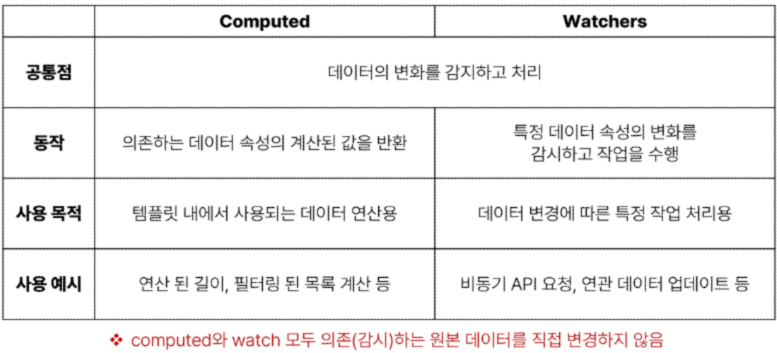 Computed Watchers
공통점 데이터의 변화를 감지하고 처리
동작 의존하는 데이터 속성의 계산된 값을 반환 특정 데이터 속성의 변화를
감시하고 작업을 수행
사용 목적 템플릿 내에서 사용되는 데이터 연산용 데이터 변경에 따른 특정 작업 처리용
사용 예시 연산 된 길이, 필터링 된 목록 계산 등 비동기 API 요청, 연관 데이터 업데이트 등
❖ computed와 watch 모두 의존(감시)하는 원본 데이터를 직접 변경하지 않음